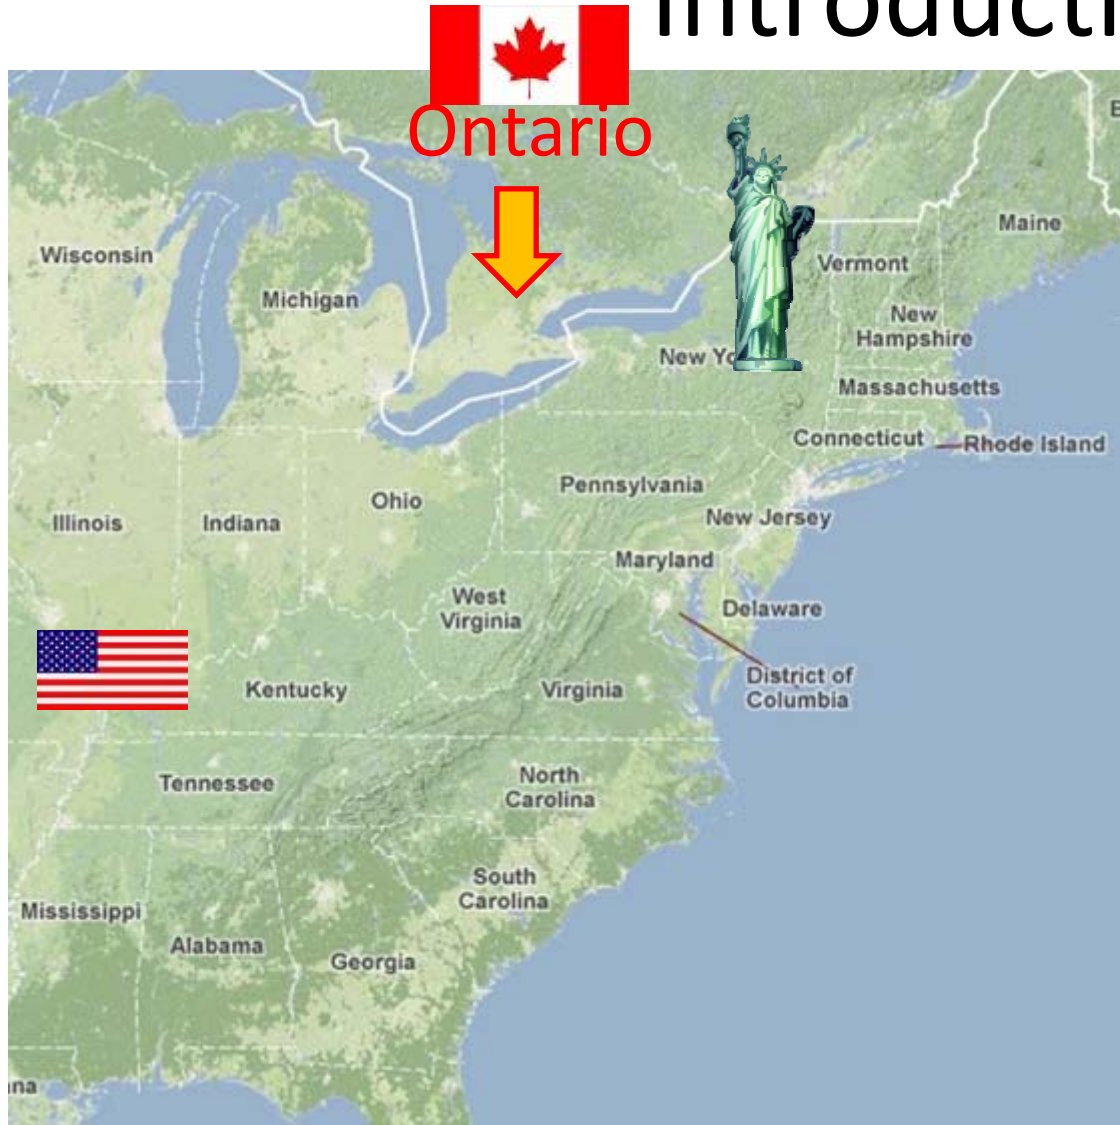 Introducti
Ontario
Maine
Wisconsin
Vermont
Michigan
New
Hampshire
New Yo
Massachusetts
Connecticut
Rhode Island
Pennsylvania
Ohio
Illinois
Indiana
New Jersey
Maryland
West
Virginia
Delaware
District of
Columbia
Kentucky
Virginia
Tennessee
North
Carolina
South
Carolina
Mississippi
Alabama
Georgia
na